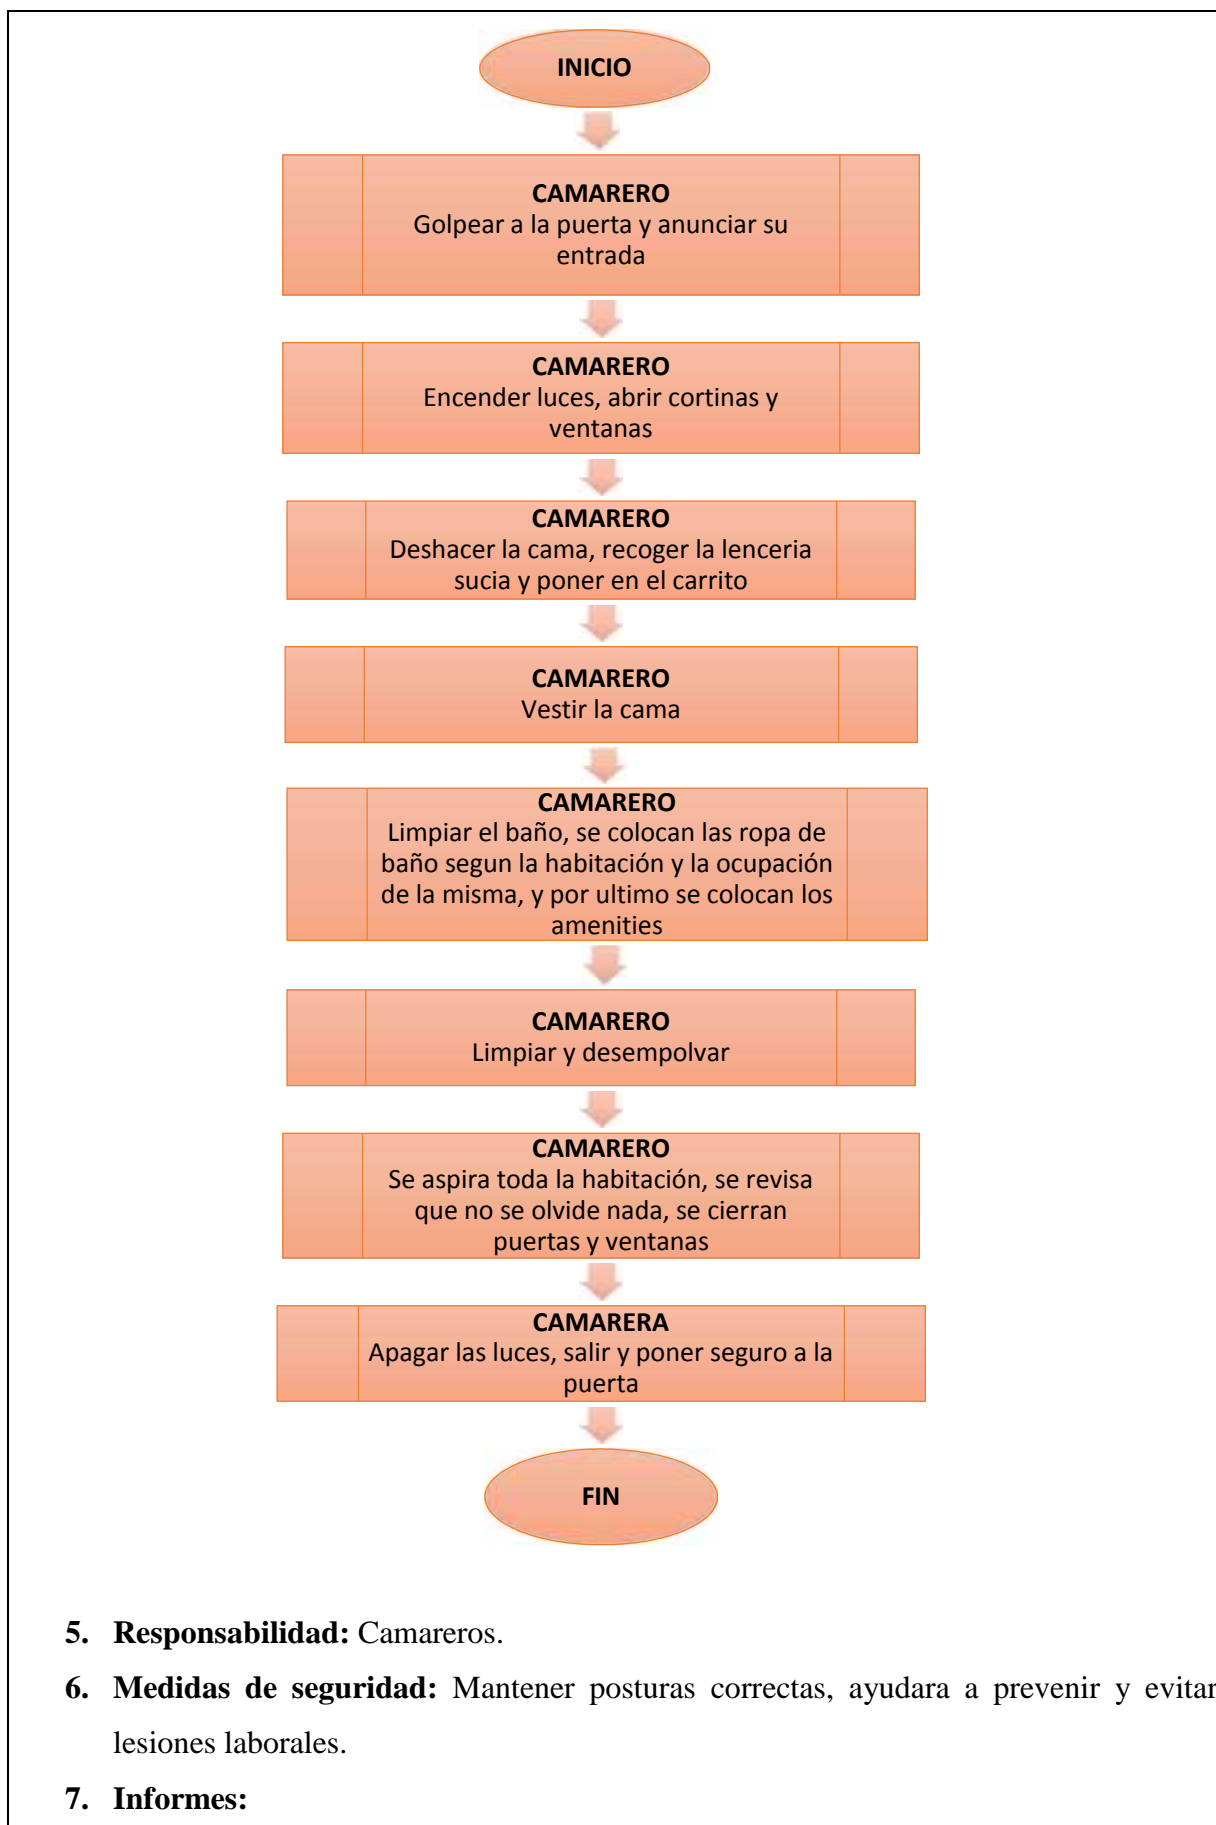 INICIO
CAMARERO
Golpear a la puerta y anunciar su
entrada
CAMARERO
Encender luces, abrir cortinas y
ventanas
CAMARERO
Deshacer la cama, recoger la lenceria
sucia y poner en el carrito
CAMARERO
Vestir la cama
CAMARERO
Limpiar el baño, se colocan las ropa de
baño segun la habitación y la ocupación
de la misma, y por ultimo se colocan los
amenities
CAMARERO
Limpiar y desempolvar
CAMARERO
Se aspira toda la habitación, se revisa
que no se olvide nada, se cierran
puertas y ventanas
CAMARERA
Apagar las luces, salir y poner seguro a la
puerta
FIN
5. Responsabilidad: Camareros.
6. Medidas de seguridad: Mantener posturas correctas, ayudara a prevenir y evitar
lesiones laborales.
7. Informes: